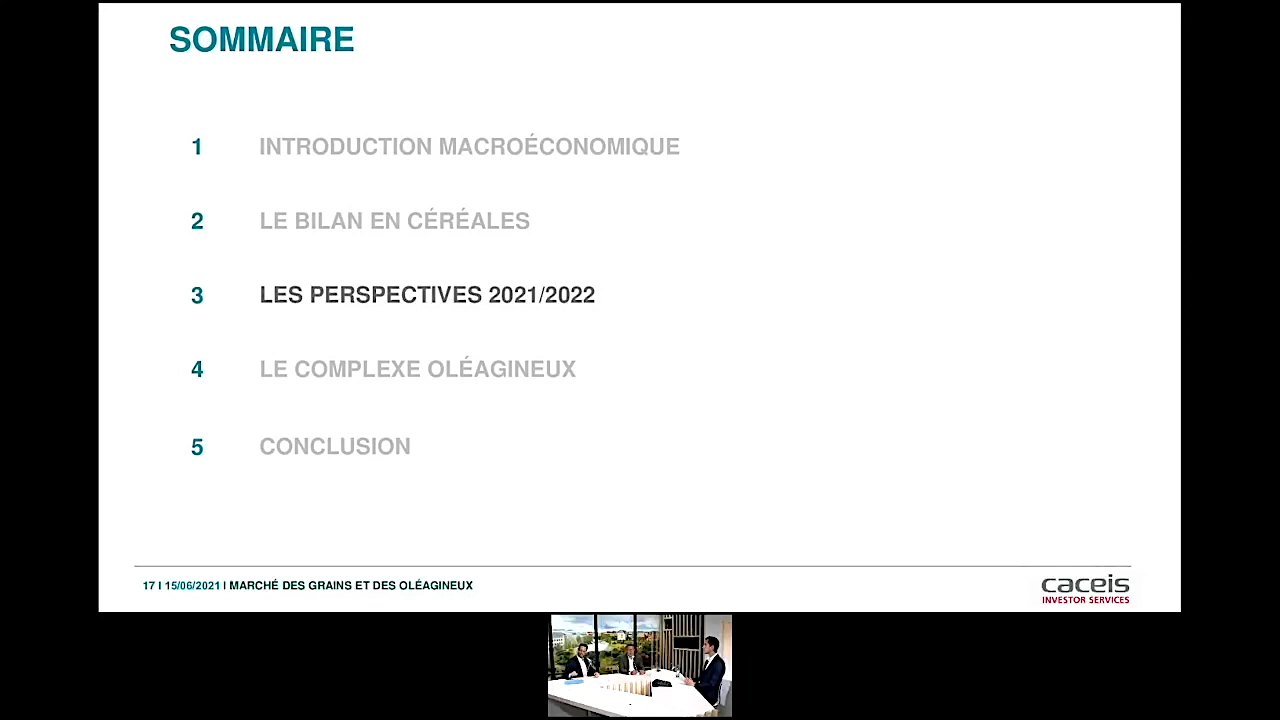 SOMMAIRE
1 INTRODUCTION MACROÉCONOMIQUE
2 LE BILAN EN CÉRÉALES
3 LES PERSPECTIVES 2021/2022
4 LE COMPLEXE OLÉAGINEUX
5 CONCLUSION
17 I 15/06/2021 I MARCHÉ DES GRAINS ET DES OLÉAGINEUX
caceis
INVESTOR SERVICES